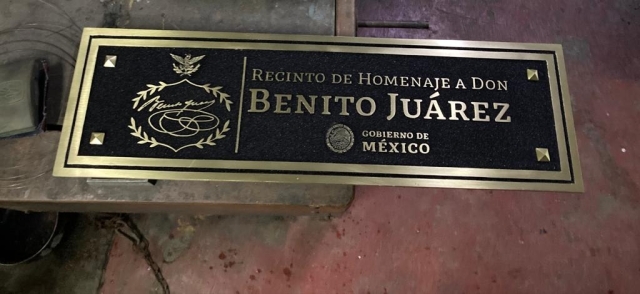 Recinto de Homenaje a Don
Benito Juárez
GOBIERNO DE
MÉXICO